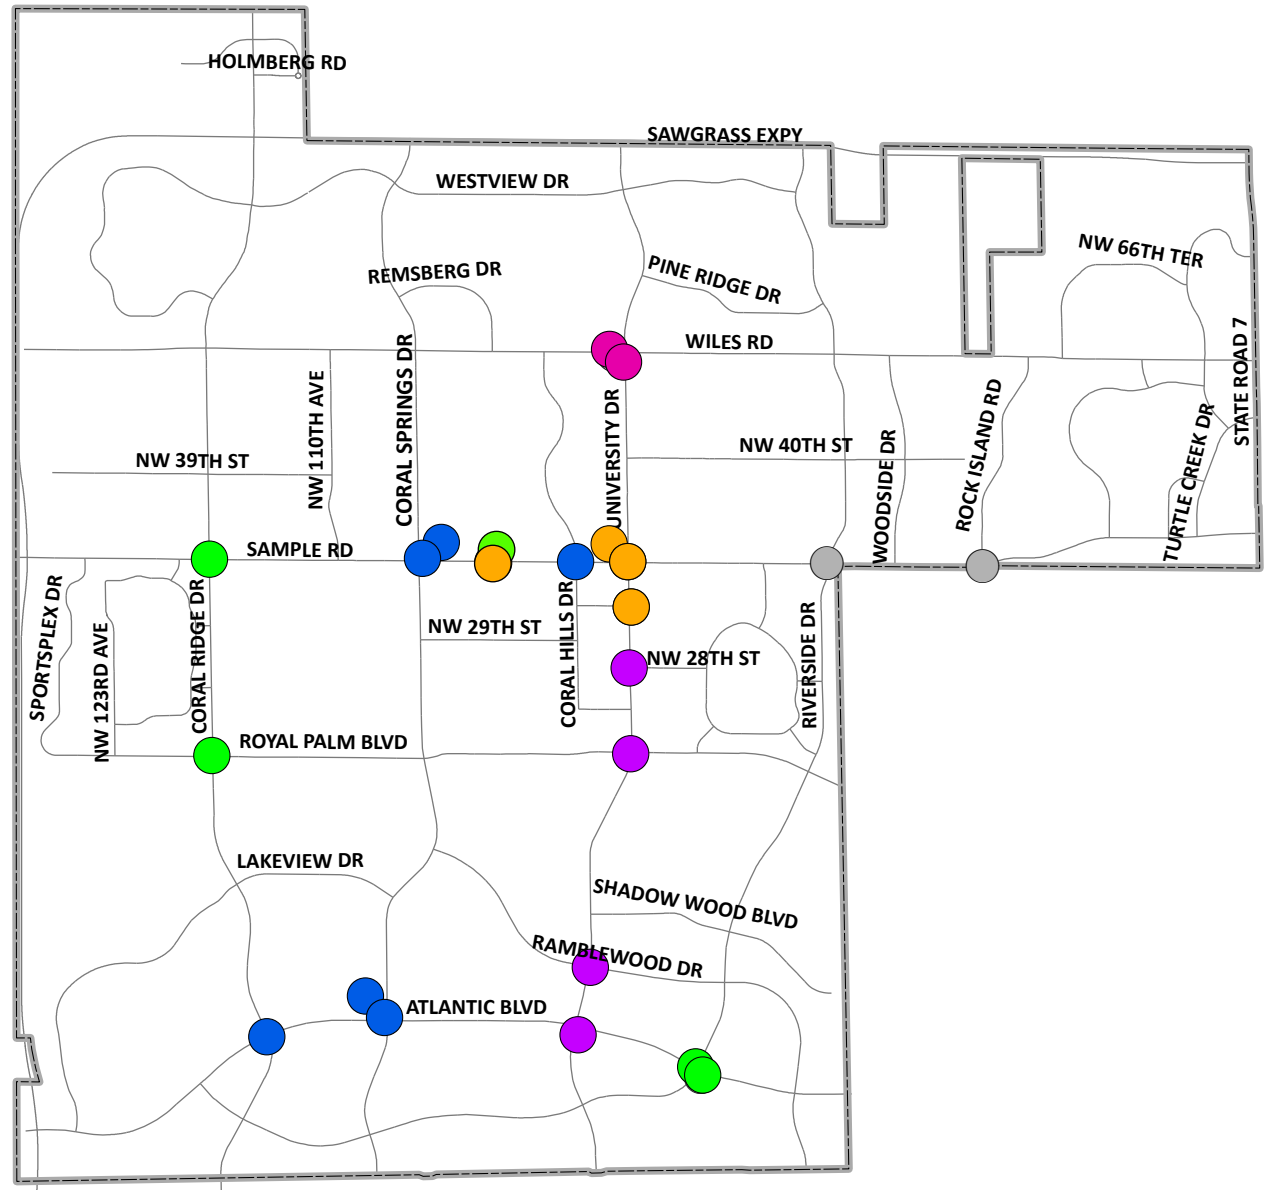 HOLMBERG RD
SAWGRASS EXPY
WESTVIEW DR
NW 66TH TER
REMSBERG DR
PINE RIDGE DR
WILES RD
STATE ROAD 7
CORAL SPRINGS DR
NW 110TH AVE
UNIVERSITY DR
NW 40TH ST
NW 39TH ST
WOODSIDE DR
ROCK ISLAND RD
TURTLE CREEK DR
SAMPLE RD
SPORTSPLEX DR
NW 123RD AVE
CORAL RIDGE DR
NW 29TH ST
CORAL HILLS DR
NW 28TH ST
RIVERSIDE DR
ROYAL PALM BLVD
LAKEVIEW DR
SHADOW WOOD BLVD
RAMBLEWOOD DR
ATLANTIC BLVD